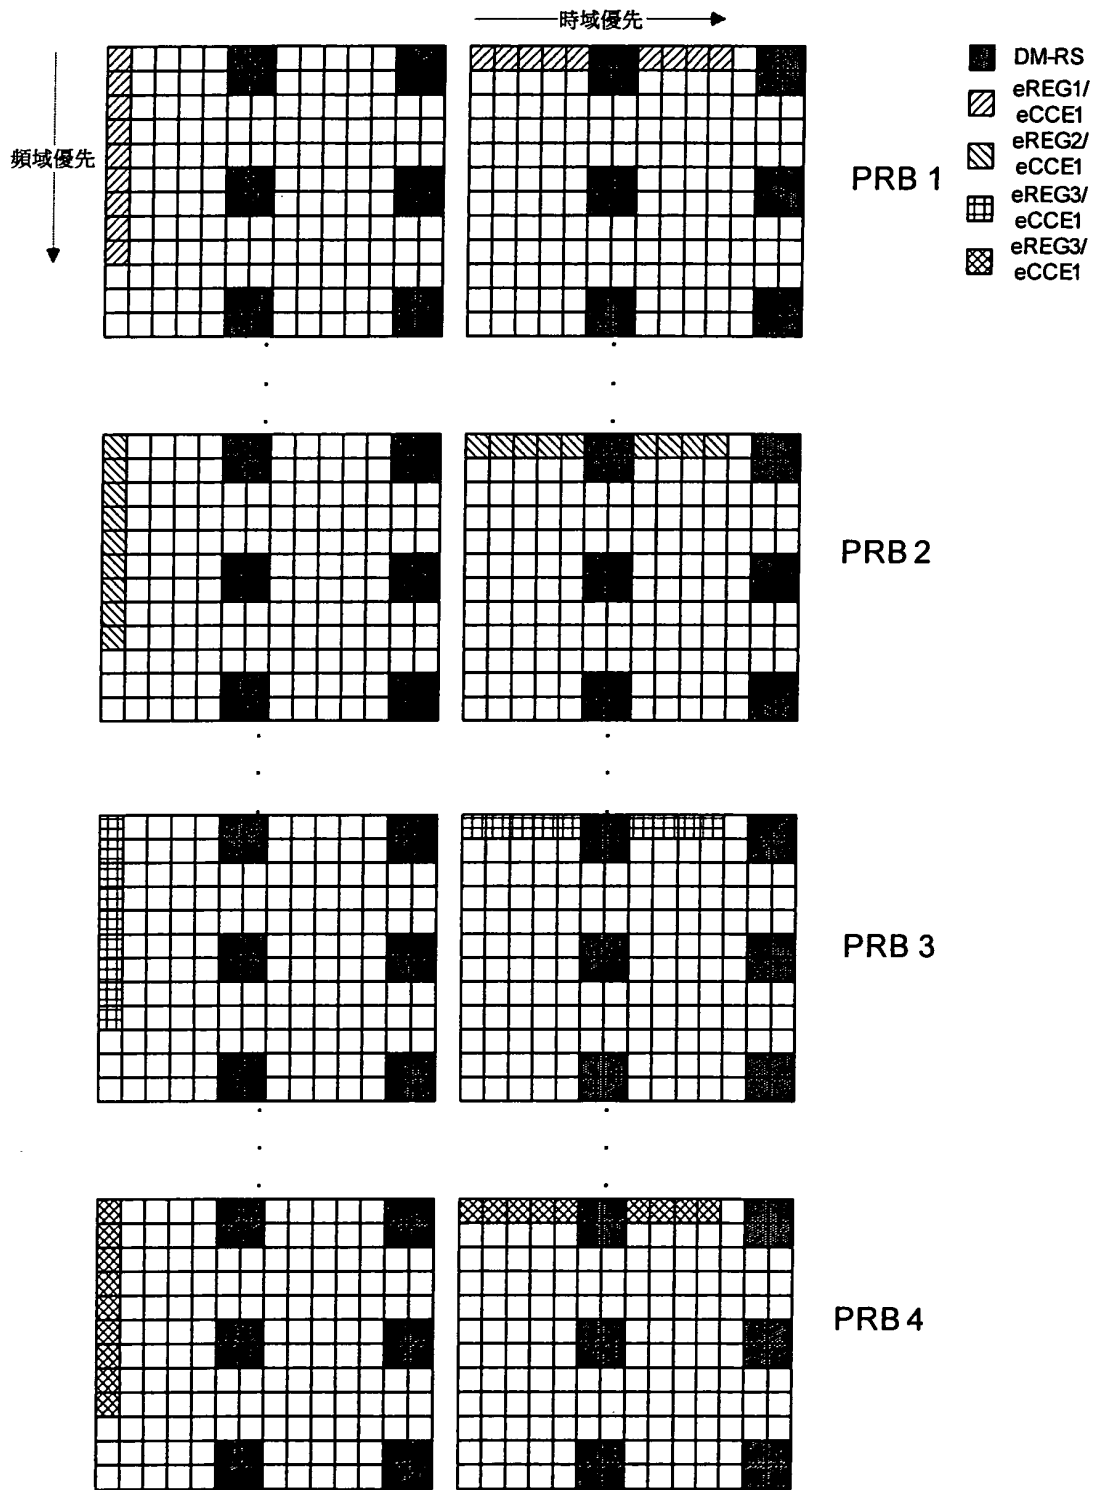 時域優先
頻域優先
DM-RS
eREG1/
eCCE1
eREG2/
eCCE1
eREG3/
eCCE1
eREG3/
eCCE1
PRB 1
PRB 2
PRB 3
PRB 4